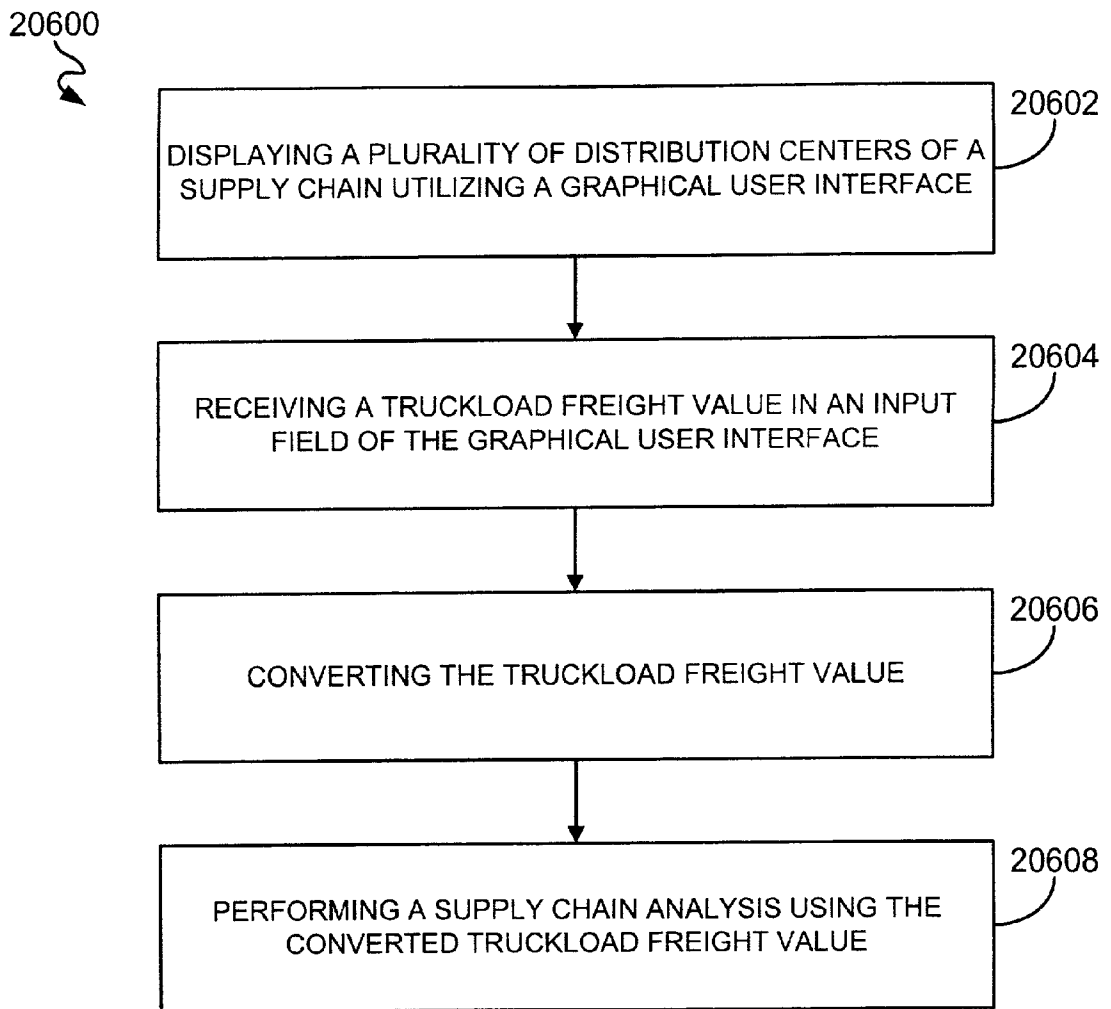 20600
20602
DISPLAYING A PLURALITY OF DISTRIBUTION CENTERS OF A
SUPPLY CHAIN UTILIZING A GRAPHICAL USER INTERFACE
20604
RECEIVING A TRUCKLOAD FREIGHT VALUE IN AN INPUT
FIELD OF THE GRAPHICAL USER INTERFACE
20606
CONVERTING THE TRUCKLOAD FREIGHT VALUE
20608
PERFORMING A SUPPLY CHAIN ANALYSIS USING THE
CONVERTED TRUCKLOAD FREIGHT VALUE